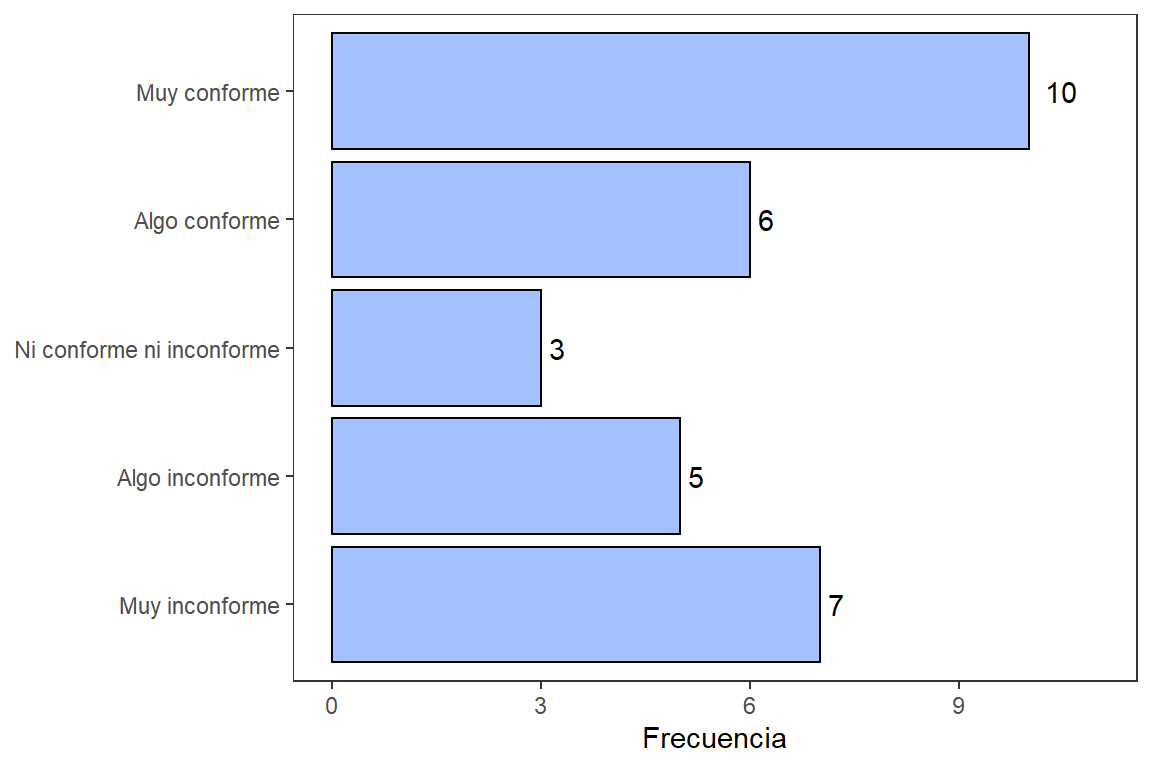 Muy conforme
10
Algo conforme
6
Ni conforme ni inconforme
3
Algo inconforme
5
Muy inconforme
7
0 3 6 9
Frecuencia